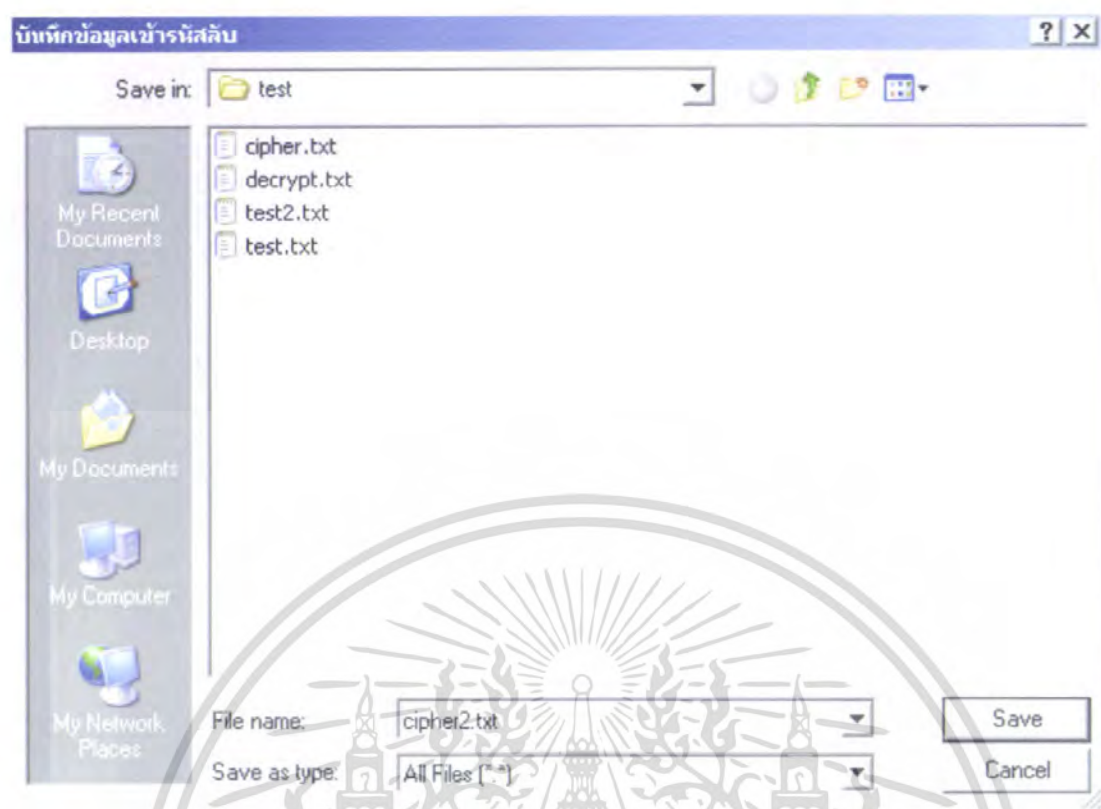 บันทึกข้อมูลเข้ารหัสลับ
Save in: test
cipher.txt
decrypt.txt
test2.txt
test.txt
My Recent
Documents
Desktop
My Documents
My Computer
My Network
Places
File name: cipher2.txt
Save
Save as type: All Files (*.*)
Cancel